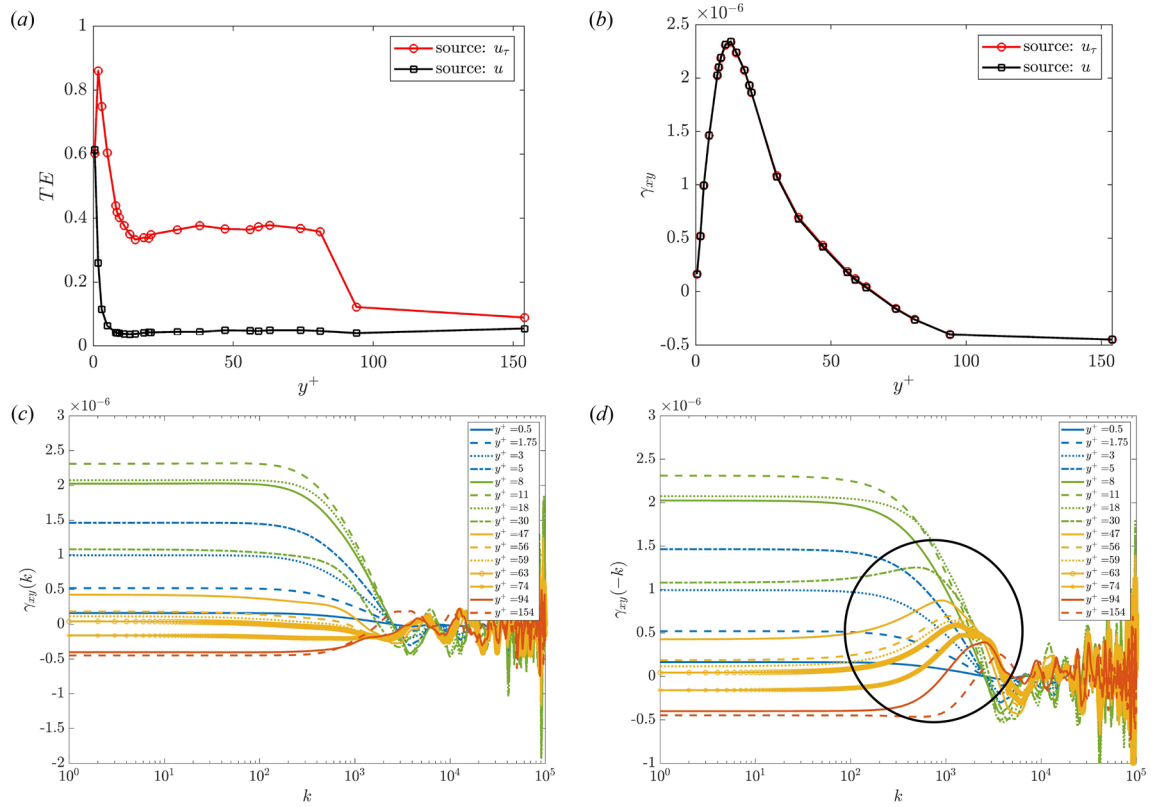 (a)
1
0.8
0.6
0.4
0.2
0
TE
0 50 100 150
y⁺
source: u_τ
source: u
(b)
×10⁻⁶
2.5
2
1.5
1
0.5
0
-0.5
γ_xy
0 50 100 150
y⁺
source: u_τ
source: u
(c)
×10⁻⁶
3
2.5
2
1.5
1
0.5
0
-0.5
-1
-1.5
-2
γ_xy(k)
10⁰ 10¹ 10² 10³ 10⁴ 10⁵
k
y⁺ =0.5
y⁺ =1.75
y⁺ =3
y⁺ =5
y⁺ =8
y⁺ =11
y⁺ =18
y⁺ =30
y⁺ =47
y⁺ =56
y⁺ =59
y⁺ =63
y⁺ =74
y⁺ =94
y⁺ =154
(d)
×10⁻⁶
3
2.5
2
1.5
1
0.5
0
-0.5
-1
γ_xy(-k)
10⁰ 10¹ 10² 10³ 10⁴ 10⁵
k
y⁺ =0.5
y⁺ =1.75
y⁺ =3
y⁺ =5
y⁺ =8
y⁺ =11
y⁺ =18
y⁺ =30
y⁺ =47
y⁺ =56
y⁺ =59
y⁺ =63
y⁺ =74
y⁺ =94
y⁺ =154